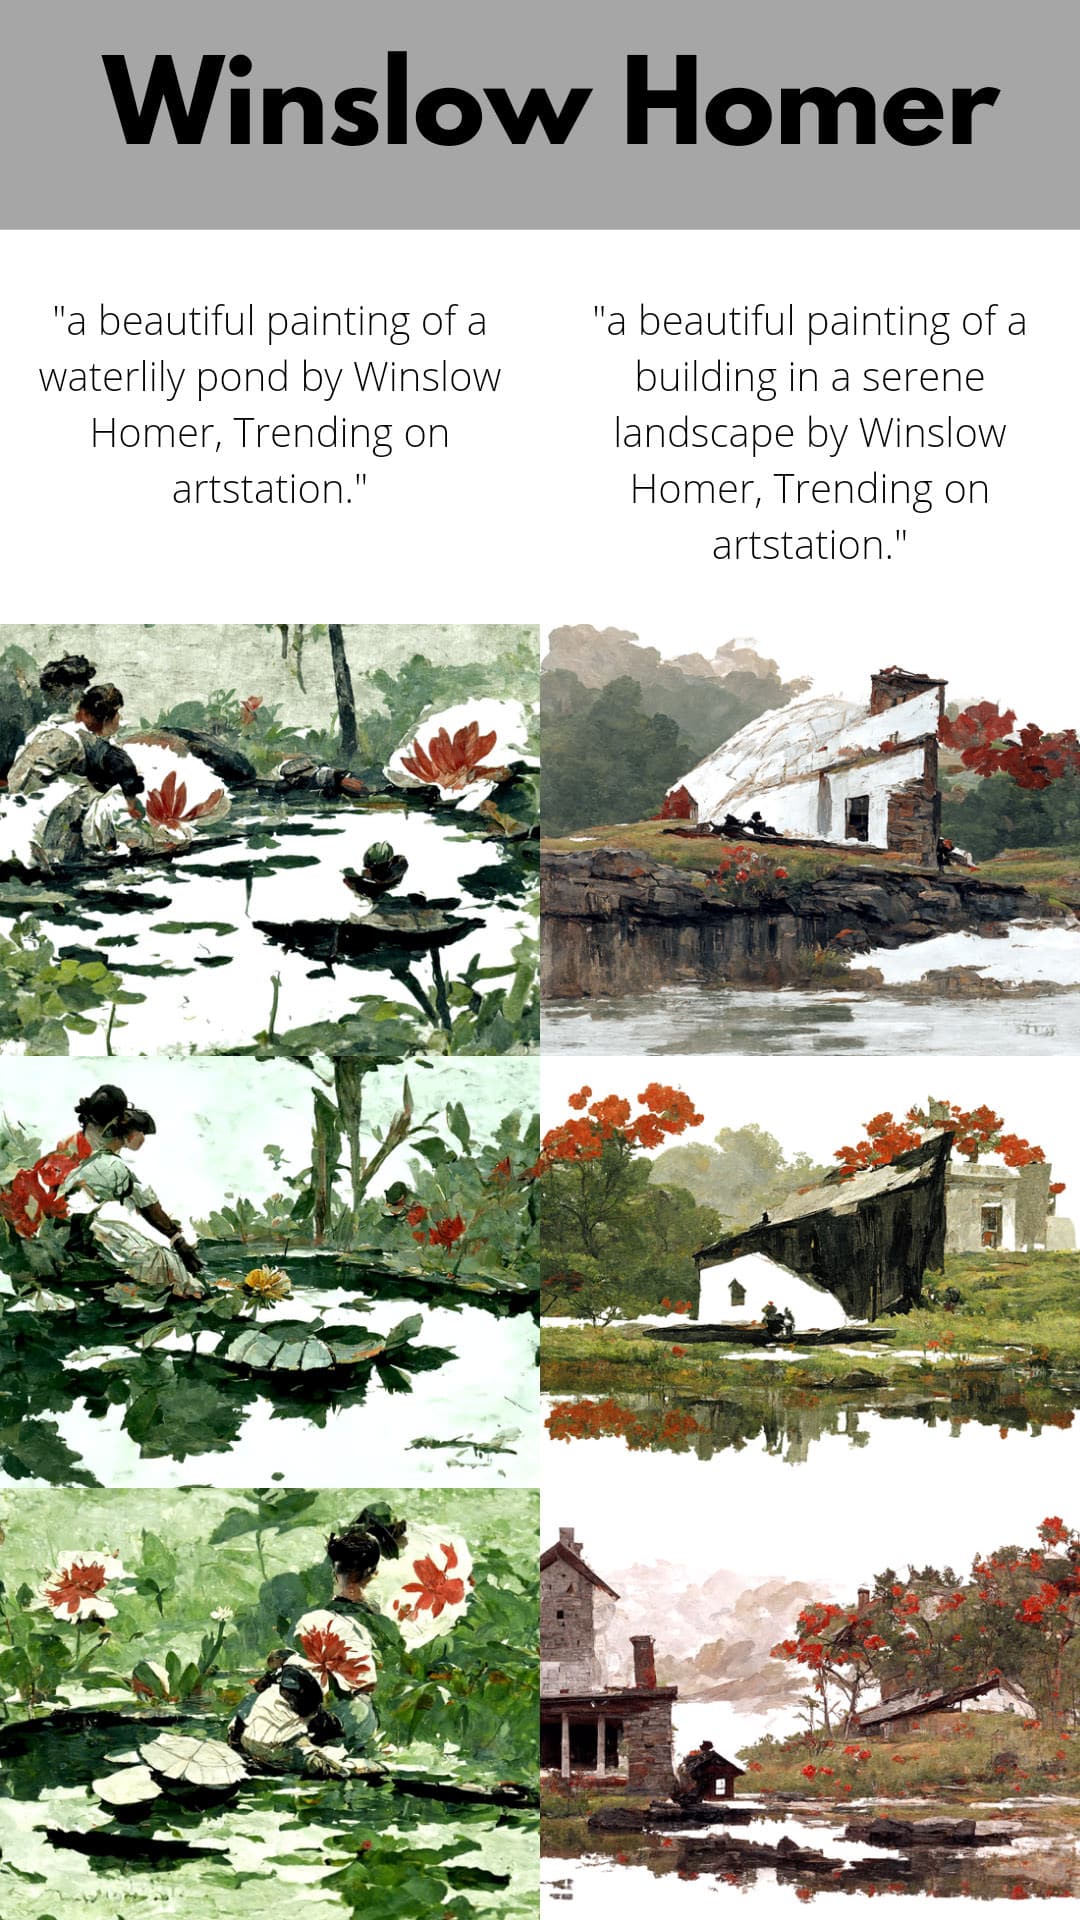 Winslow Homer
"a beautiful painting of a
waterlily pond by Winslow
Homer, Trending on
artstation."
"a beautiful painting of a
building in a serene
landscape by Winslow
Homer, Trending on
artstation."